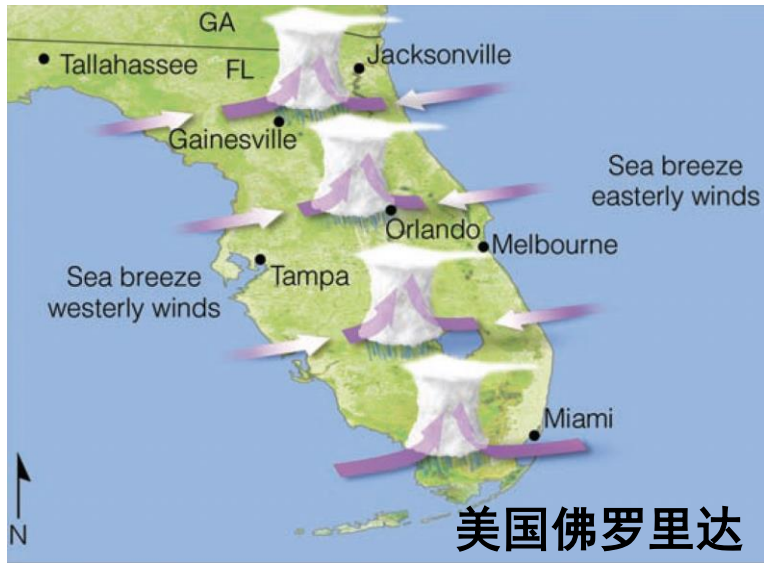 GA
Jacksonville
Tallahassee
FL
Gainesville
Sea breeze
easterly winds
Orlando
Melbourne
Tampa
Sea breeze
westerly winds
Miami
N
美国佛罗里达